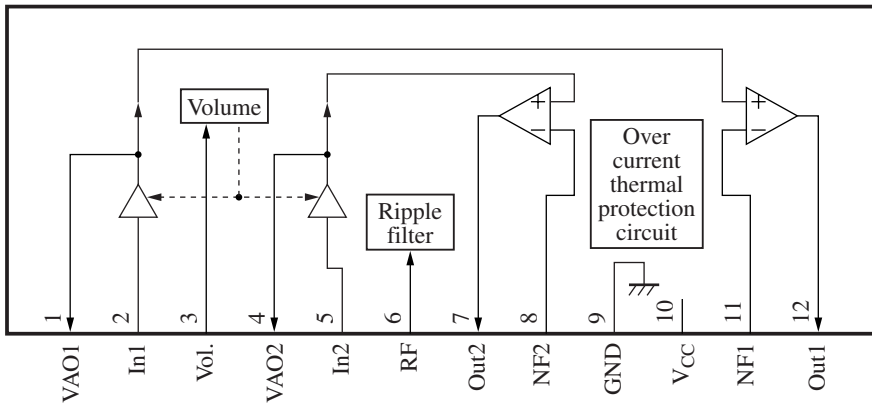 Volume
Over
current
thermal
protection
circuit
Ripple
filter
+
−
+
−
1
2
3
4
5
6
7
8
9
10
11
12
VAO1
In1
Vol.
VAO2
In2
RF
Out2
NF2
GND
VCC
NF1
Out1